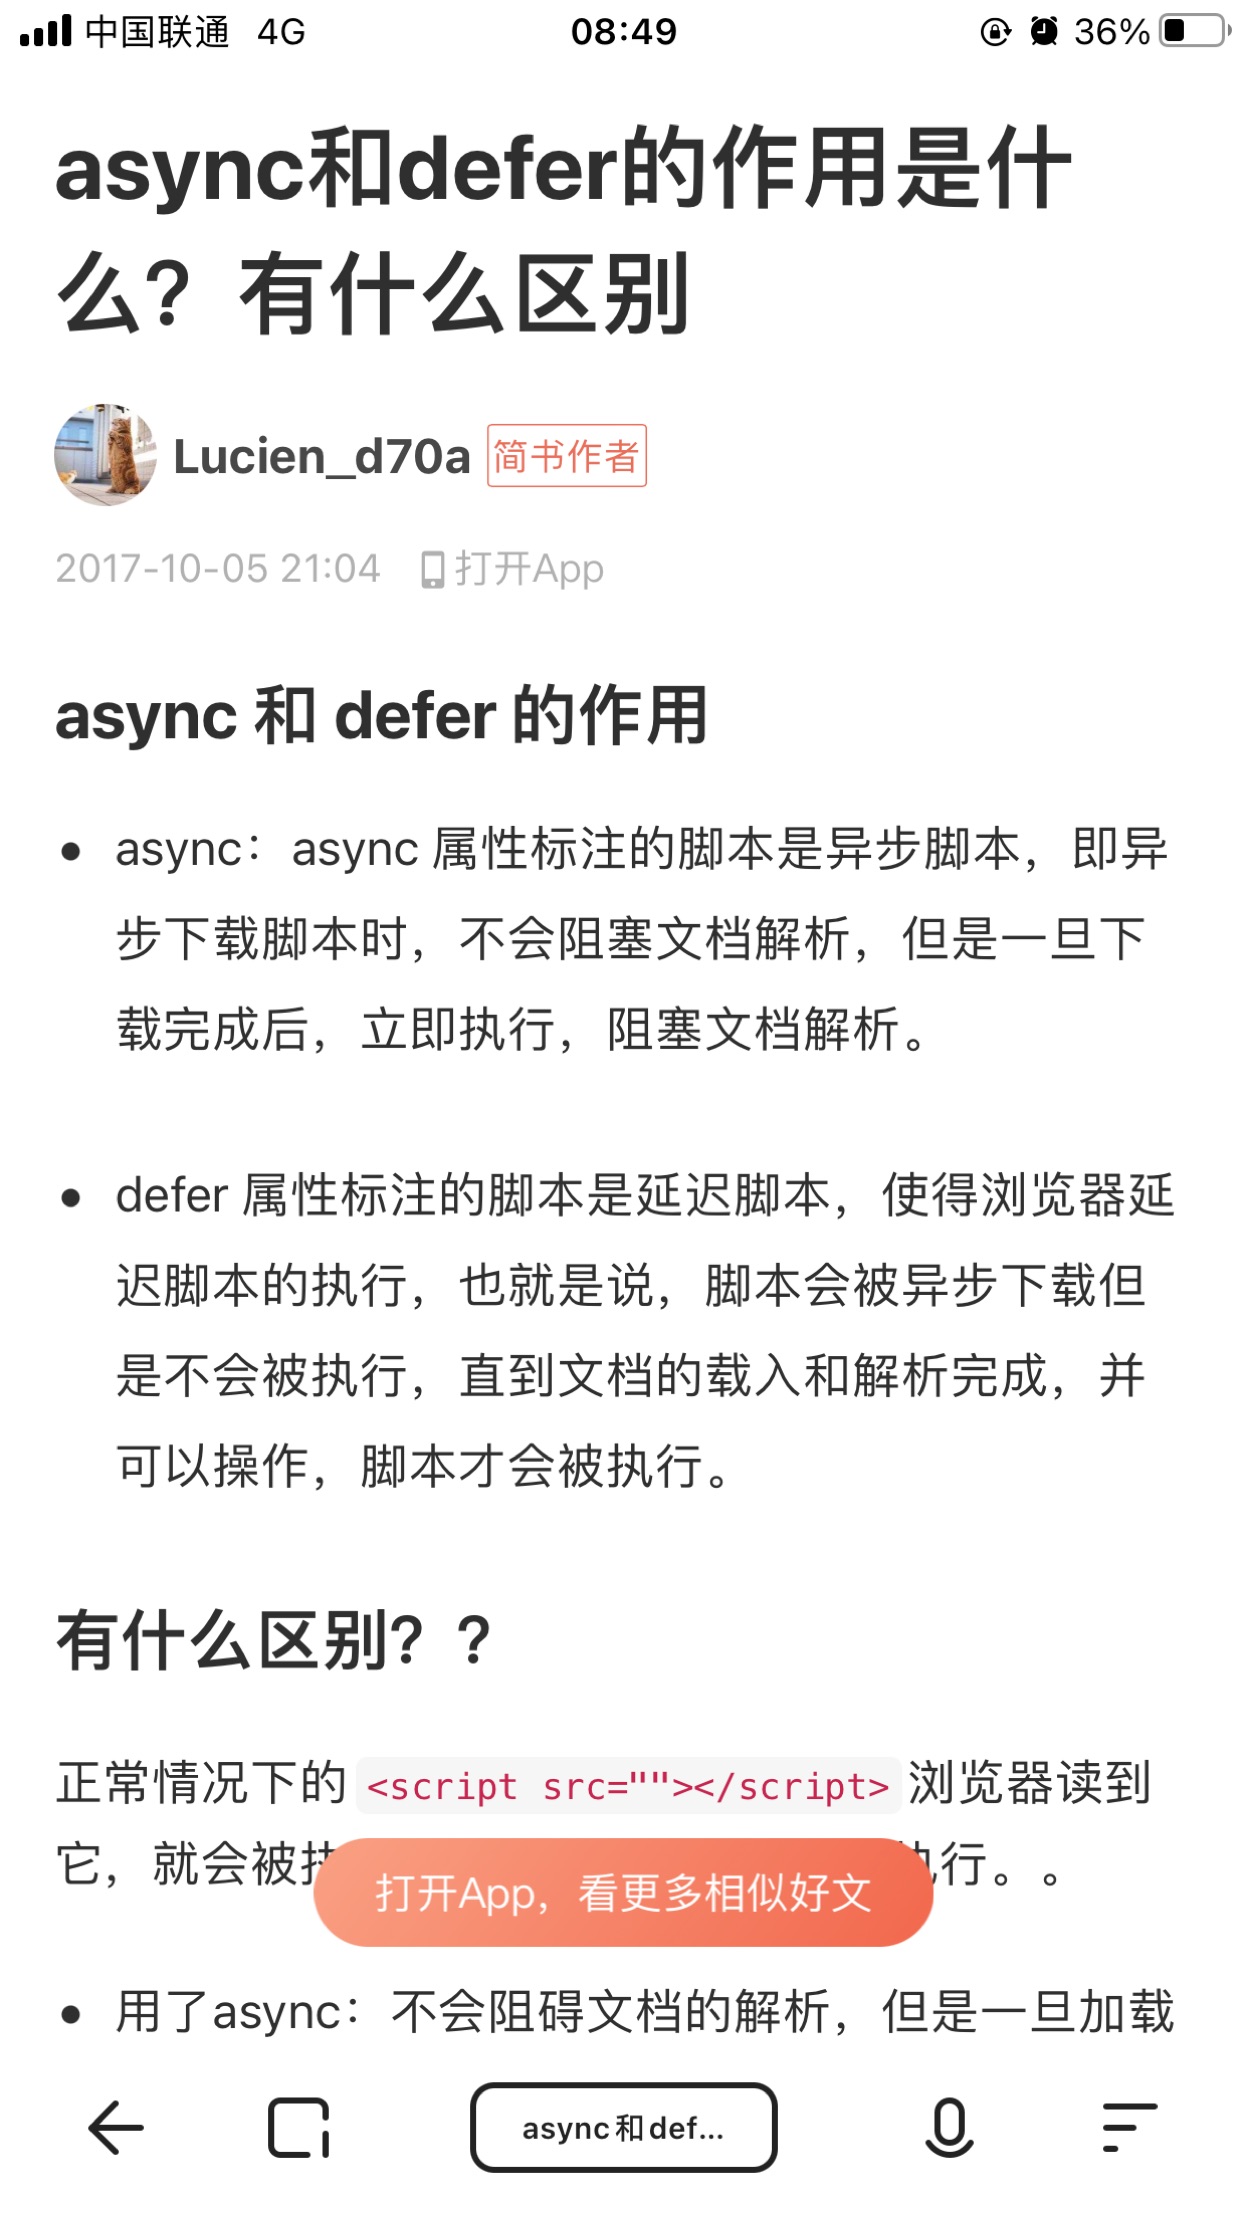 中国联通 4G 08:49 36%
async和defer的作用是什
么？有什么区别
Lucien_d70a 简书作者
2017-10-05 21:04 打开App
async 和 defer 的作用
• async：async 属性标注的脚本是异步脚本，即异
步下载脚本时，不会阻塞文档解析，但是一旦下
载完成后，立即执行，阻塞文档解析。
• defer 属性标注的脚本是延迟脚本，使得浏览器延
迟脚本的执行，也就是说，脚本会被异步下载但
是不会被执行，直到文档的载入和解析完成，并
可以操作，脚本才会被执行。
有什么区别？？
正常情况下的 <script src=""></script> 浏览器读到
它，就会被 行。。
打开App，看更多相似好文
• 用了async：不会阻碍文档的解析，但是一旦加载
async和def...